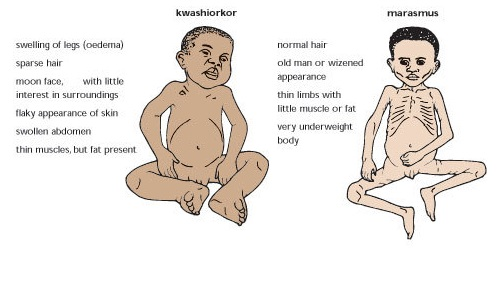 kwashiorkor
swelling of legs (oedema)
sparse hair
moon face, with little
interest in surroundings
flaky appearance of skin
swollen abdomen
thin muscles, but fat present
marasmus
normal hair
old man or wizened
appearance
thin limbs with
little muscle or fat
very underweight
body